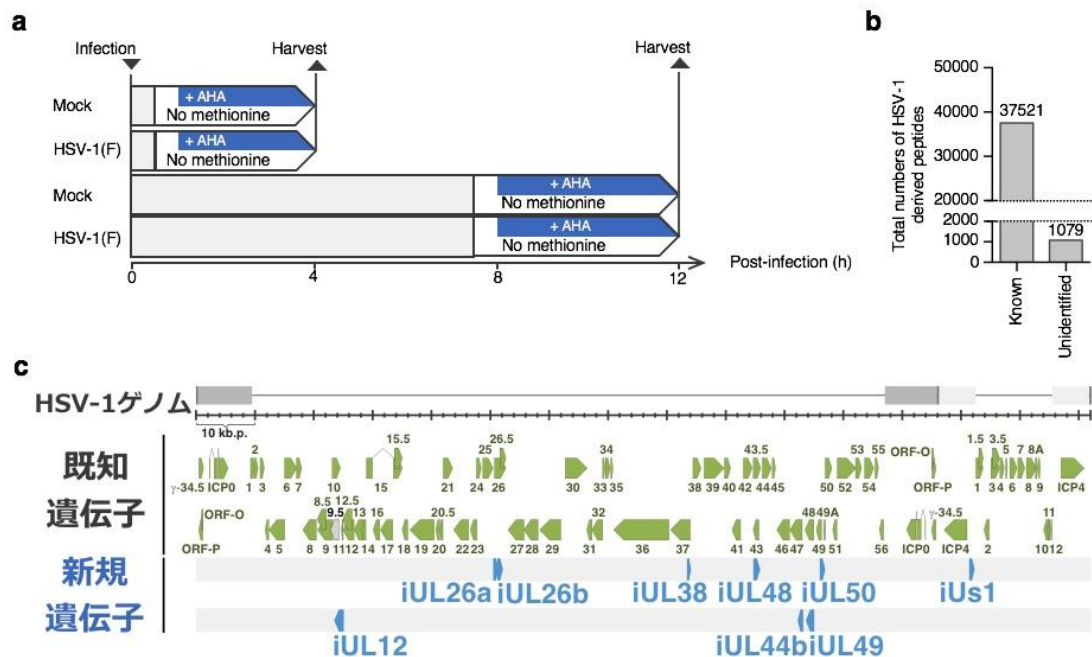 a
Infection
Harvest
Harvest
Mock
+ AHA
No methionine
HSV-1(F)
+ AHA
No methionine
Mock
+ AHA
No methionine
HSV-1(F)
+ AHA
No methionine
0
4
8
12
Post-infection (h)
b
Total numbers of HSV-1
derived peptides
50000
40000
30000
20000
2000
1000
0
37521
1079
Known
Unidentified
c
HSV-1ゲノム
10 kb.p.
既知
遺伝子
2 15.5 25 26.5 34 43.5 53 55 ORF-O 1.5 3.5 5 7 8A
γ-34.5 ICP0 1 3 6 7 10 15 21 24 26 30 33 35 38 39 40 42 44 45 50 52 54 ORF-P 1 3 4 6 8 9 ICP4
ORF-O 8.5 9.5 12.5 13 16 20.5 32 48 49A γ-34.5 11
ORF-P 4 5 8 9 11 12 14 17 18 19 20 22 23 27 28 29 31 36 37 41 43 46 47 49 51 56 ICP0 ICP4 2 10 12
新規
遺伝子
iUL26a iUL26b iUL38 iUL48 iUL50 iUs1
iUL12 iUL44b iUL49